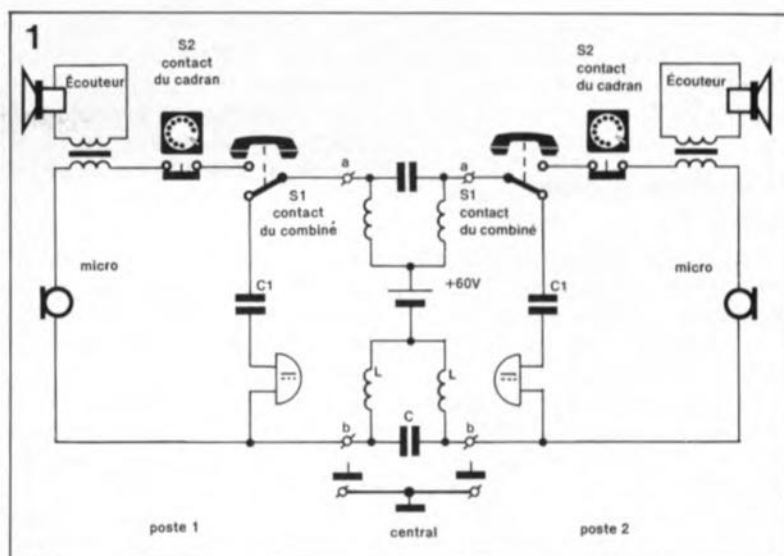 1
S2
contact
du cadran
Écouteur
S2
contact
du cadran
Écouteur
a
a
S1
contact
du combiné
S1
contact
du combiné
micro
micro
C1
+60V
C1
L
L
b
C
b
poste 1
central
poste 2